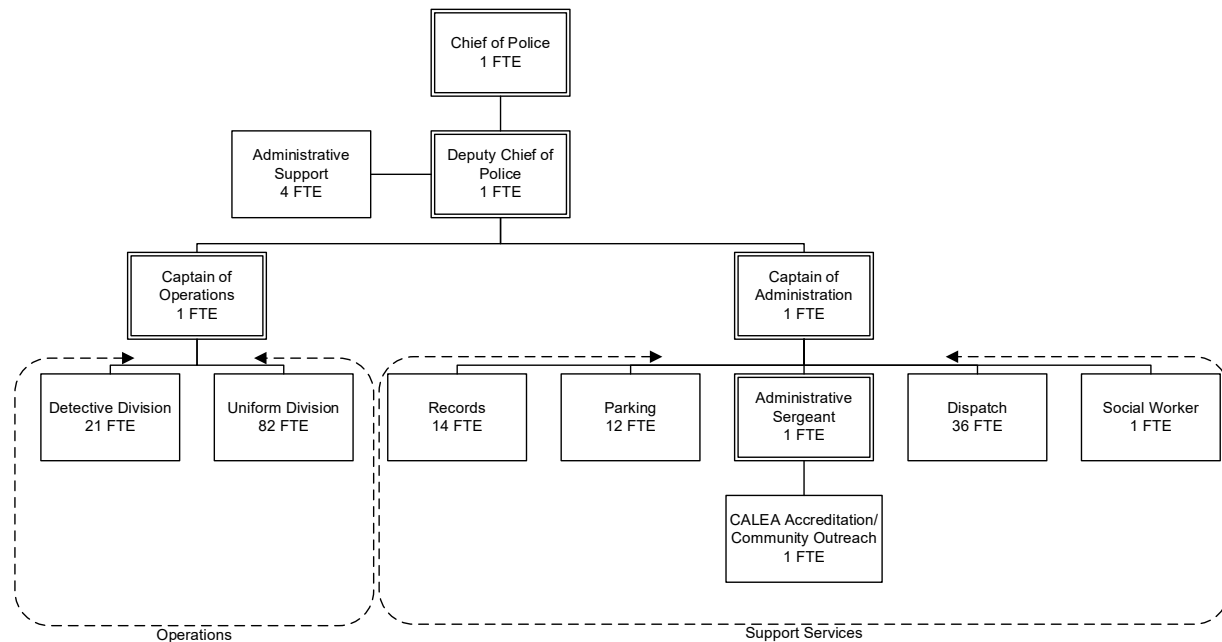 Chief of Police
1 FTE
Administrative
Support
4 FTE
Deputy Chief of
Police
1 FTE
Captain of
Operations
1 FTE
Captain of
Administration
1 FTE
Detective Division
21 FTE
Uniform Division
82 FTE
Records
14 FTE
Parking
12 FTE
Administrative
Sergeant
1 FTE
Dispatch
36 FTE
Social Worker
1 FTE
CALEA Accreditation/
Community Outreach
1 FTE
Operations
Support Services